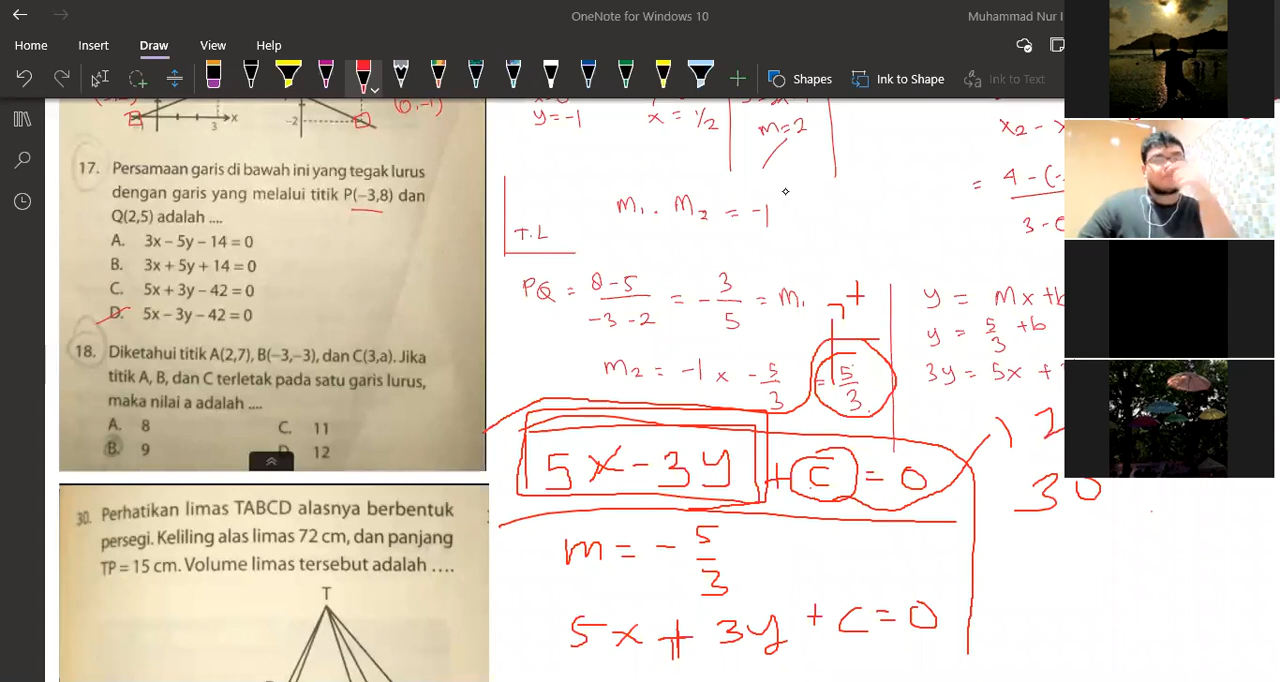 OneNote for Windows 10
Muhammad Nur I
Home Insert Draw View Help
Shapes Ink to Shape Ink to Text
(0,-1)
3 x
-2
17. Persamaan garis di bawah ini yang tegak lurus
dengan garis yang melalui titik P(−3,8) dan
Q(2,5) adalah ....
A. 3x − 5y − 14 = 0
B. 3x + 5y + 14 = 0
C. 5x + 3y − 42 = 0
D. 5x − 3y − 42 = 0
18. Diketahui titik A(2,7), B(−3,−3), dan C(3,a). Jika
titik A, B, dan C terletak pada satu garis lurus,
maka nilai a adalah ....
A. 8 C. 11
B. 9 D. 12
30. Perhatikan limas TABCD alasnya berbentuk
persegi. Keliling alas limas 72 cm, dan panjang
TP = 15 cm. Volume limas tersebut adalah ....
T
y = -1
x = 1/2
m = 2
T.L
m1 . m2 = -1
PQ = 8-5 / -3-2 = - 3/5 = m1
m2 = -1 x - 5/3 = 5/3
+
y = mx+b
y = 5/3 +b
3y = 5x +
5x - 3y + c = 0
m = - 5/3
5x + 3y + c = 0
30